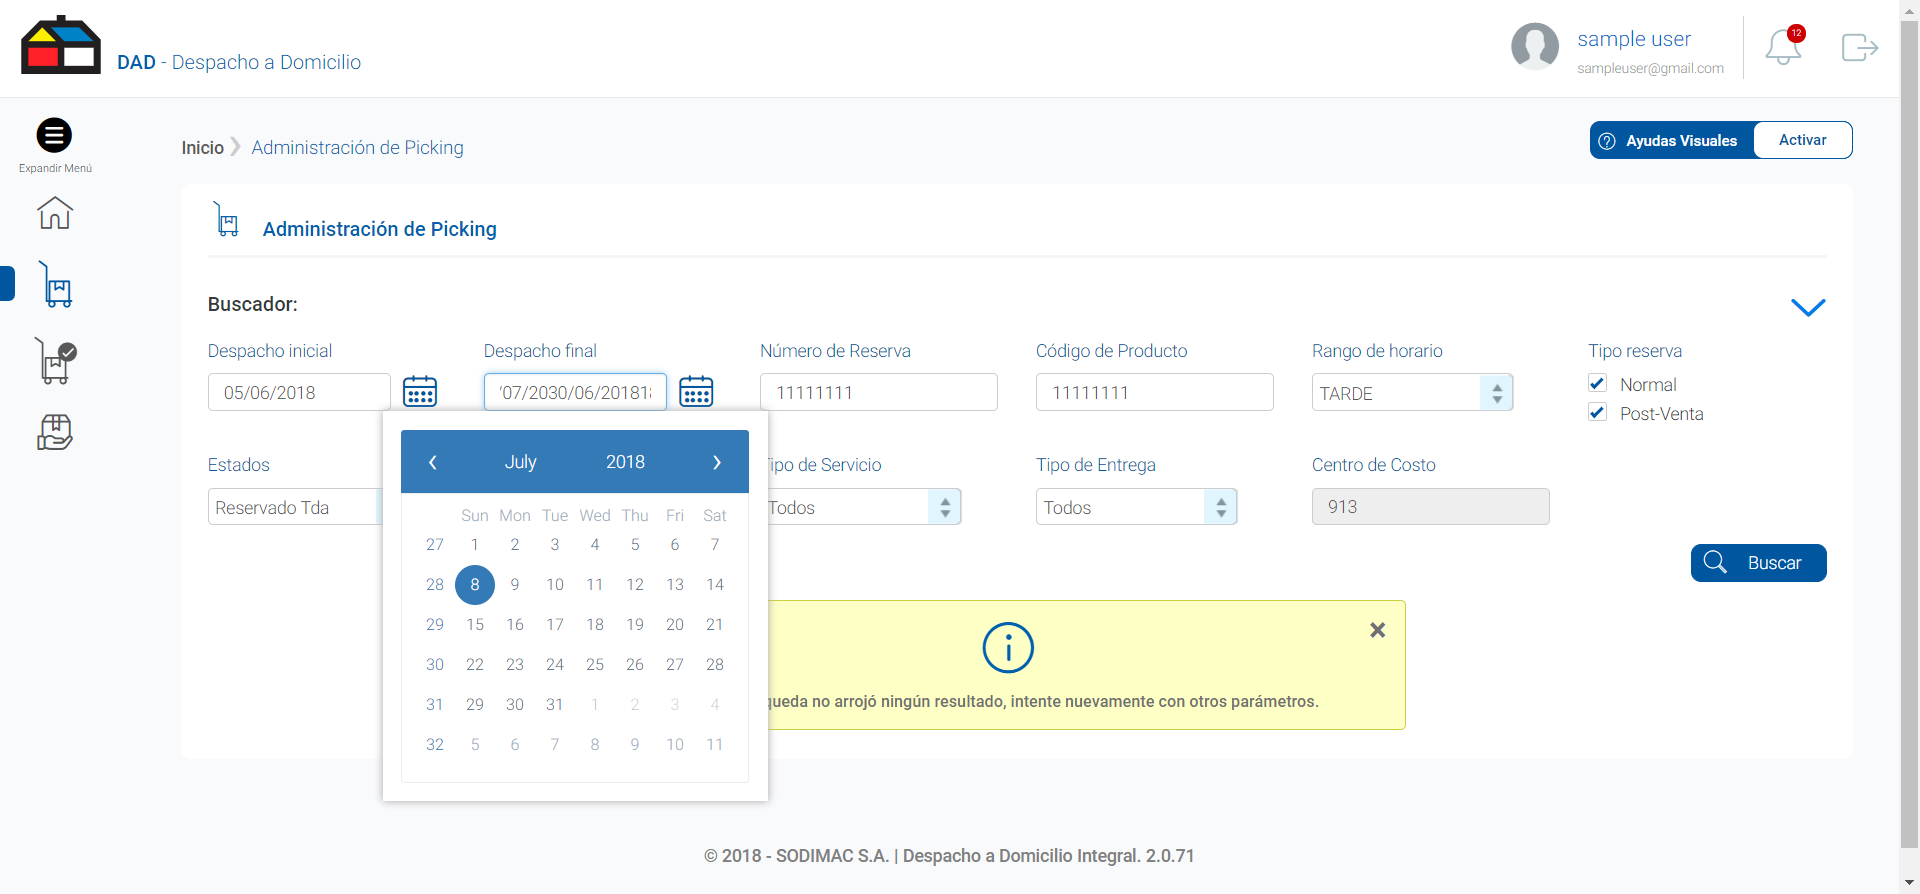 DAD - Despacho a Domicilio
sample user
sampleuser@gmail.com
12
Expandir Menú
Inicio
Administración de Picking
Ayudas Visuales
Activar
Administración de Picking
Buscador:
Despacho inicial
Despacho final
Número de Reserva
Código de Producto
Rango de horario
Tipo reserva
05/06/2018
'07/2030/06/20181
11111111
11111111
TARDE
Normal
Post-Venta
Estados
ipo de Servicio
Tipo de Entrega
Centro de Costo
Reservado Tda
Todos
Todos
913
July 2018
Sun Mon Tue Wed Thu Fri Sat
27 1 2 3 4 5 6 7
28 8 9 10 11 12 13 14
29 15 16 17 18 19 20 21
30 22 23 24 25 26 27 28
31 29 30 31 1 2 3 4
32 5 6 7 8 9 10 11
Buscar
queda no arrojó ningún resultado, intente nuevamente con otros parámetros.
© 2018 - SODIMAC S.A. | Despacho a Domicilio Integral. 2.0.71